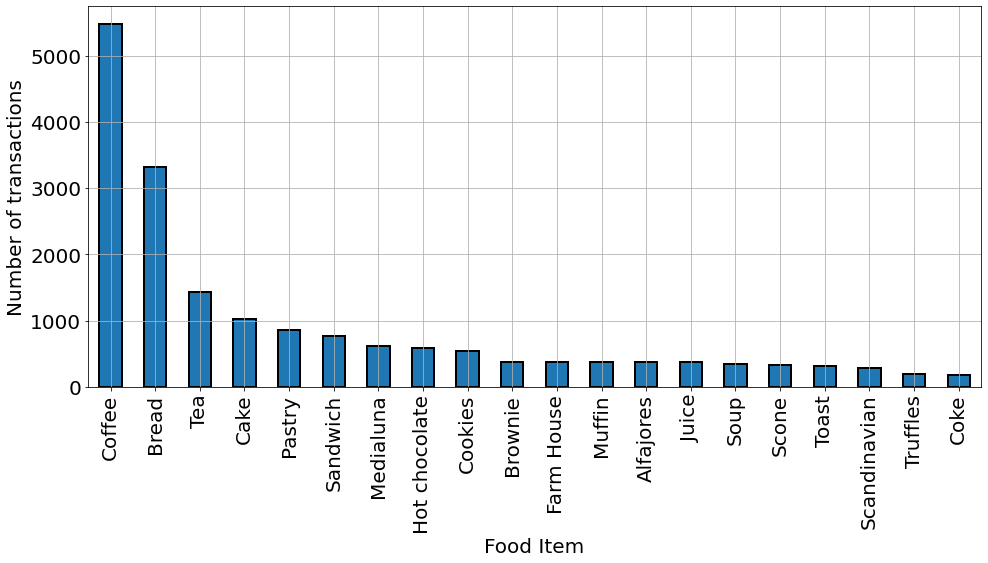 Number of transactions
5000
4000
3000
2000
1000
0
Coffee
Bread
Tea
Cake
Pastry
Sandwich
Medialuna
Hot chocolate
Cookies
Brownie
Farm House
Muffin
Alfajores
Juice
Soup
Scone
Toast
Scandinavian
Truffles
Coke
Food Item